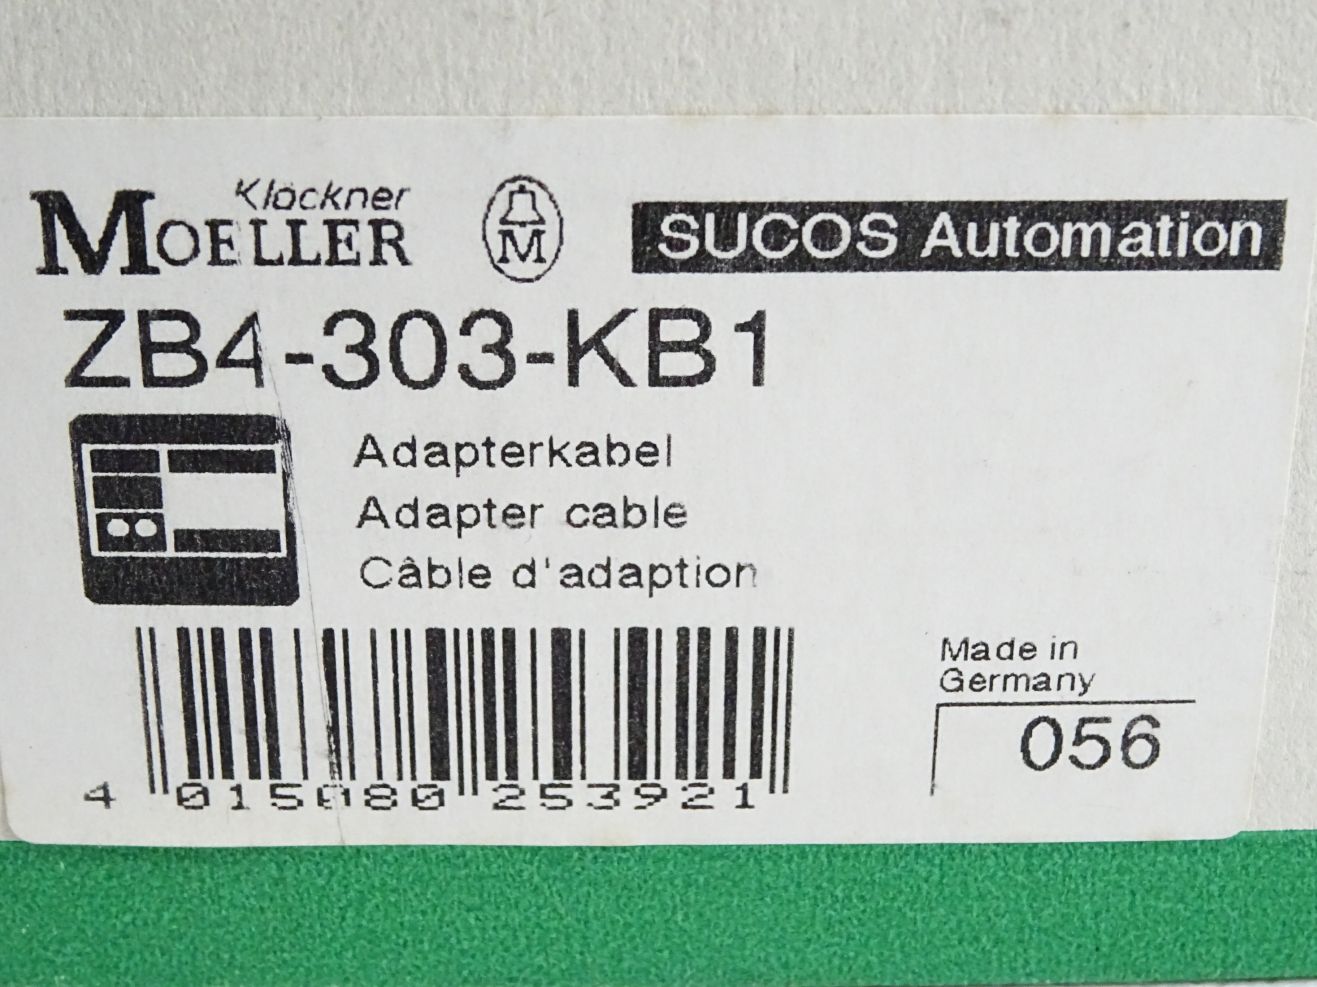 Klöckner
MOELLER
M
SUCOS Automation
ZB4-303-KB1
Adapterkabel
Adapter cable
Câble d'adaption
Made in
Germany
056
4 015080 253921